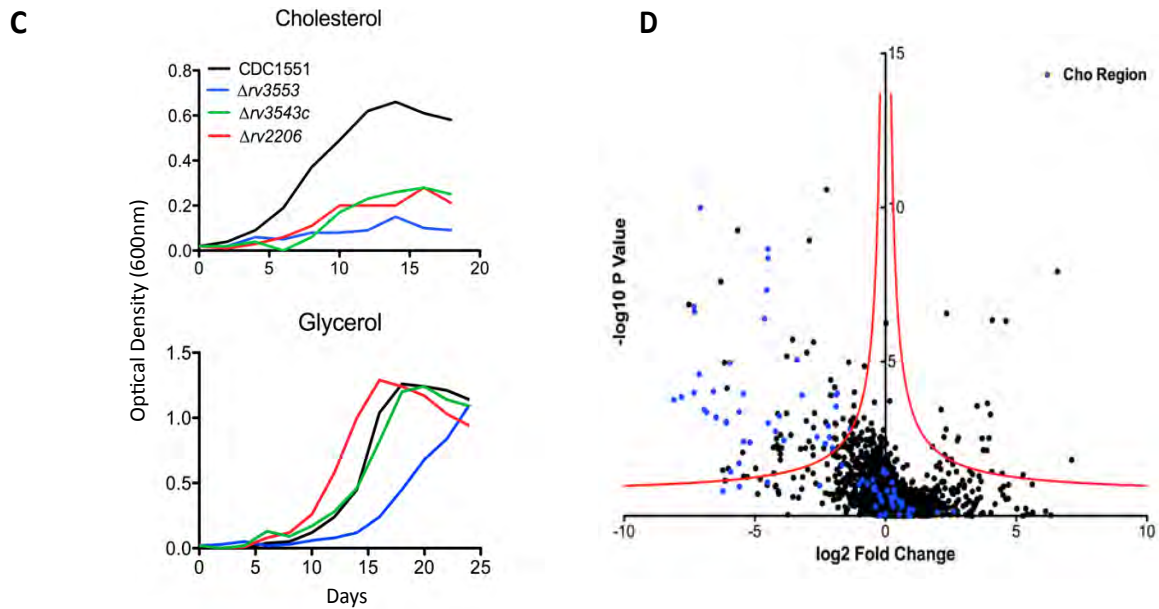 C
Cholesterol
0.8
0.6
0.4
0.2
0.0
CDC1551
Δrv3553
Δrv3543c
Δrv2206
0
5
10
15
20
Optical Density (600nm)
Glycerol
1.5
1.0
0.5
0.0
0
5
10
15
20
25
Days
D
15
10
5
-log10 P Value
Cho Region
-10
-5
0
5
10
log2 Fold Change